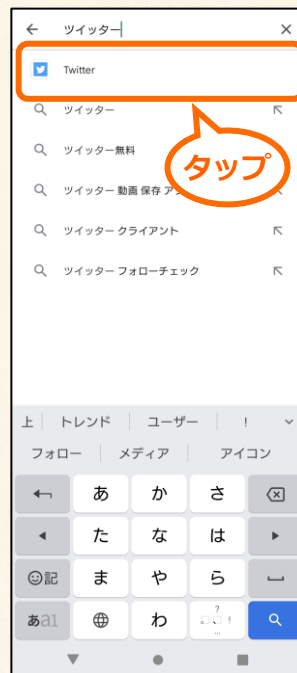 ツイッター
Twitter
ツイッター
ツイッター無料
タップ
ツイッター 動画 保存 ア
ツイッター クライアント
ツイッター フォローチェック
上 トレンド ユーザー !
フォロー メディア アイコン
あ か さ
た な は
記 ま や ら
あa1 わ 、。?!…